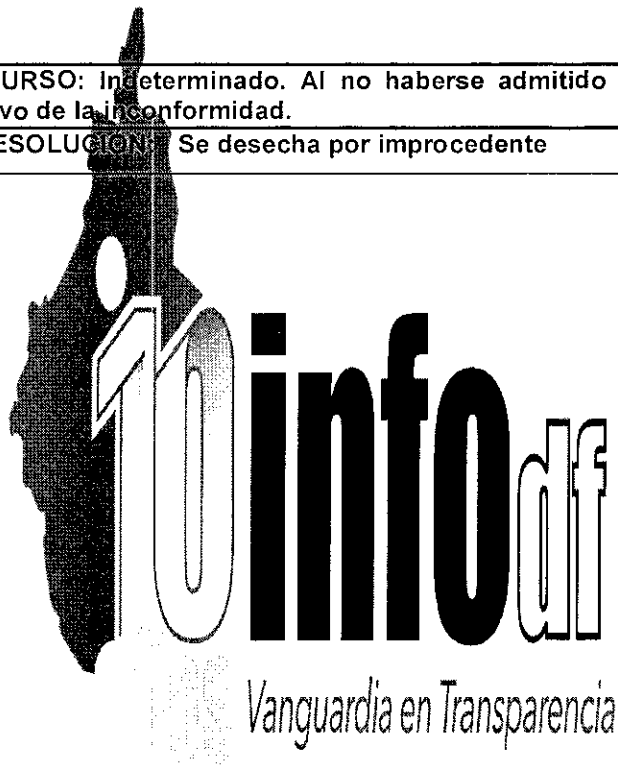 URSO: Indeterminado. Al no haberse admitido
vo de la inconformidad.
ESOLUCION: Se desecha por improcedente
10 info df
Vanguardia en Transparencia